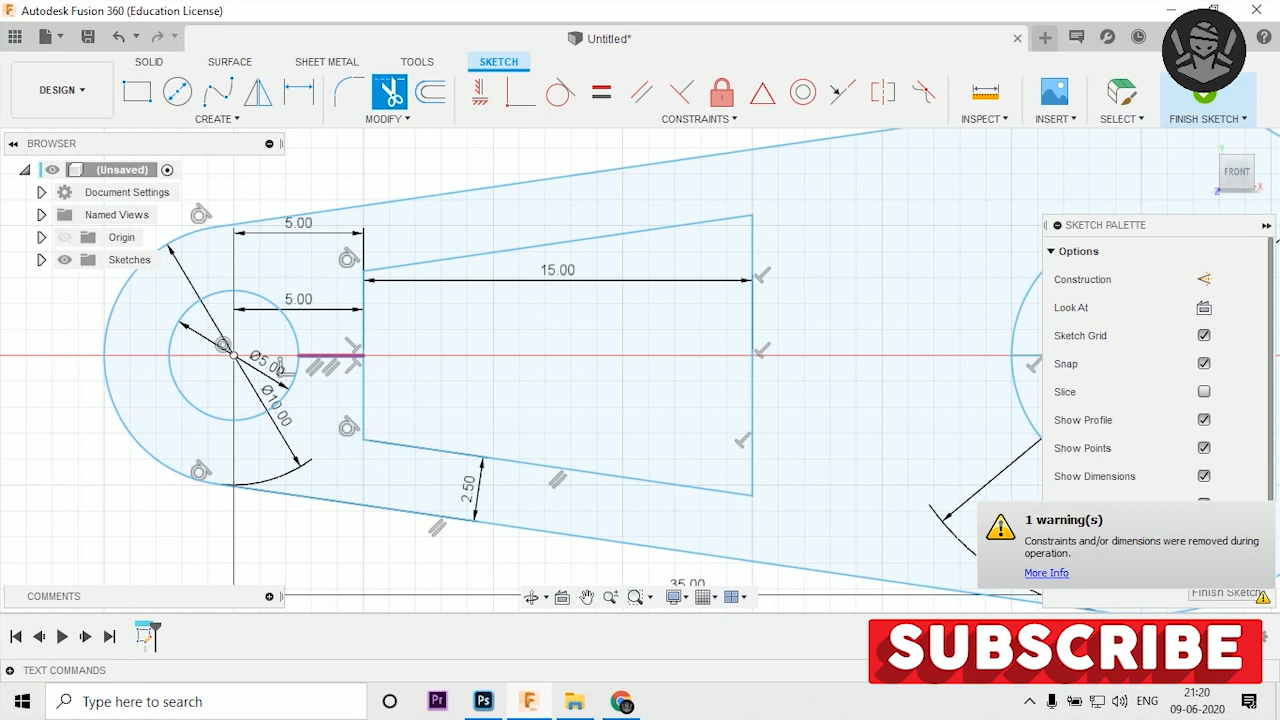 Autodesk Fusion 360 (Education License)
Untitled*
SOLID SURFACE SHEET METAL TOOLS SKETCH
DESIGN
CREATE MODIFY CONSTRAINTS INSPECT INSERT SELECT FINISH SKETCH
BROWSER
(Unsaved)
Document Settings
Named Views
Origin
Sketches
FRONT
X
Y
Z
5.00
15.00
5.00
Ø5.00
Ø10.00
2.50
35.00
SKETCH PALETTE
Options
Construction
Look At
Sketch Grid
Snap
Slice
Show Profile
Show Points
Show Dimensions
1 warning(s)
Constraints and/or dimensions were removed during
operation.
More Info
Finish Sketch
COMMENTS
TEXT COMMANDS
SUBSCRIBE
Type here to search
Pr
Ps
F
ENG
21:20
09-06-2020